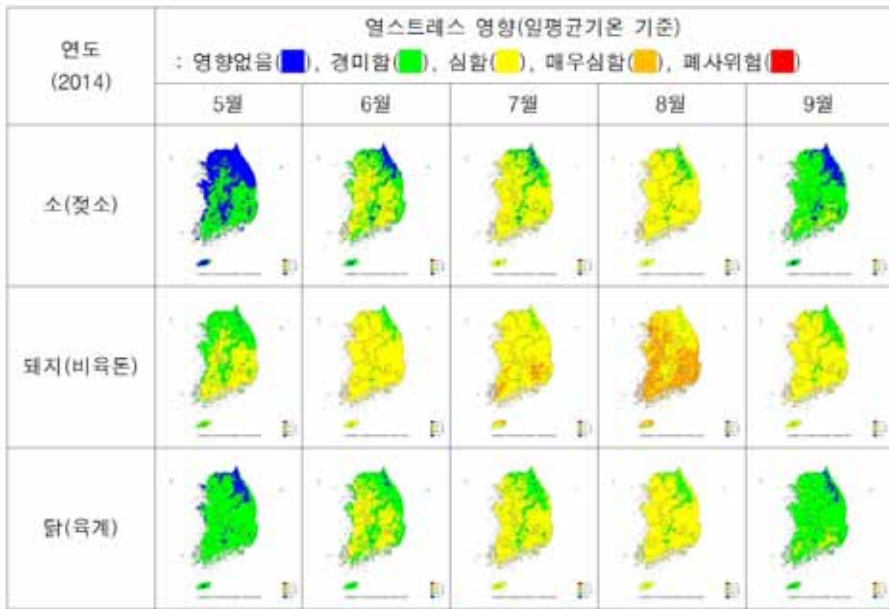 연도
(2014)
열스트레스 영향(일평균기온 기준)
: 영향없음( ), 경미함( ), 심함( ), 매우심함( ), 폐사위험( )
5월 6월 7월 8월 9월
소(젖소)
돼지(비육돈)
닭(육계)